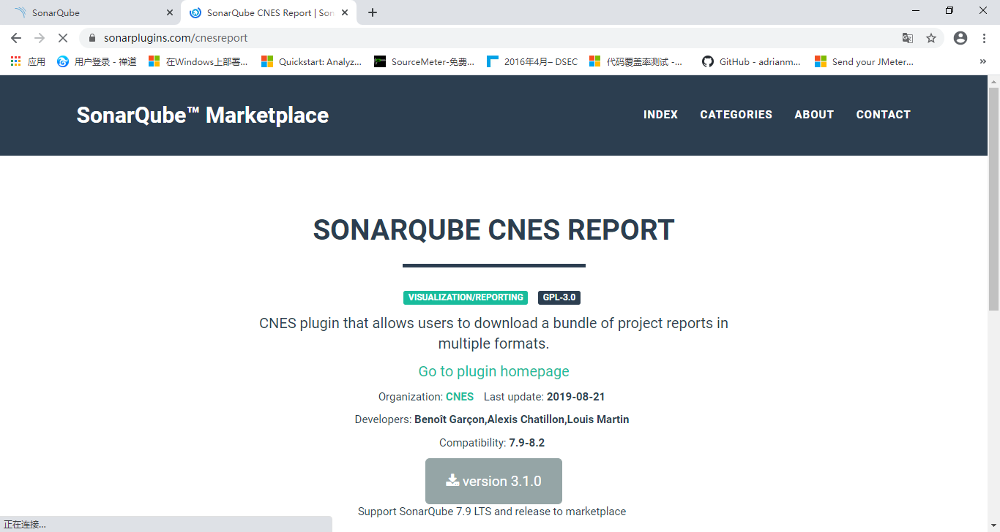 SonarQube
SonarQube CNES Report | Son
sonarplugins.com/cnesreport
应用
用户登录 - 禅道
在Windows上部署...
Quickstart: Analyz...
SourceMeter-免费...
2016年4月– DSEC
代码覆盖率测试 -...
GitHub - adrianm...
Send your JMeter...
»
SonarQube™ Marketplace
INDEX
CATEGORIES
ABOUT
CONTACT
SONARQUBE CNES REPORT
VISUALIZATION/REPORTING
GPL-3.0
CNES plugin that allows users to download a bundle of project reports in
multiple formats.
Go to plugin homepage
Organization: CNES Last update: 2019-08-21
Developers: Benoît Garçon,Alexis Chatillon,Louis Martin
Compatibility: 7.9-8.2
version 3.1.0
Support SonarQube 7.9 LTS and release to marketplace
正在连接...